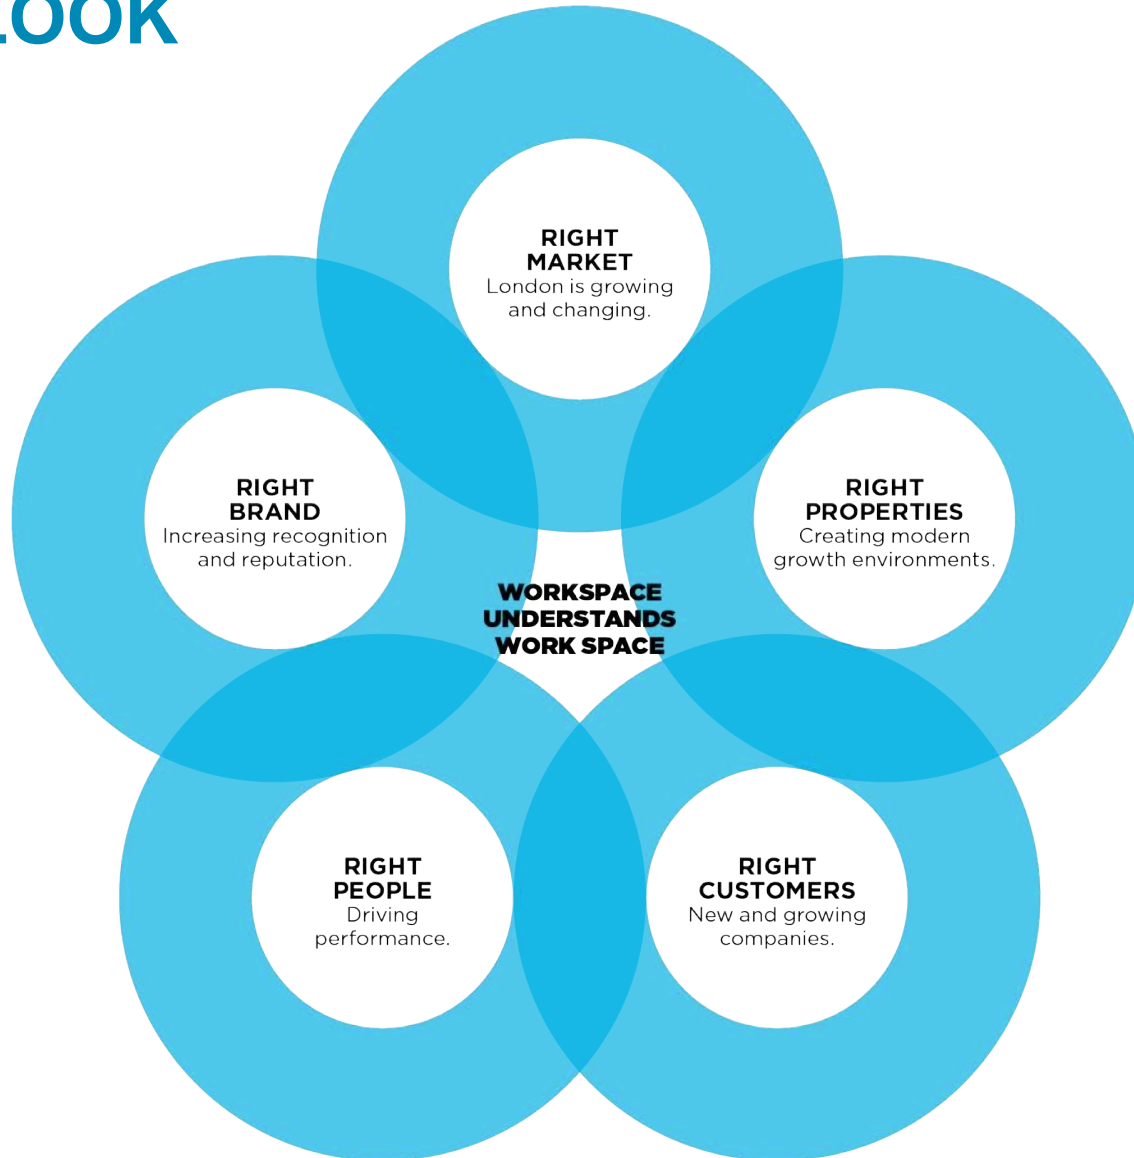 LOOK
RIGHT
MARKET
London is growing
and changing.
RIGHT
BRAND
Increasing recognition
and reputation.
RIGHT
PROPERTIES
Creating modern
growth environments.
WORKSPACE
UNDERSTANDS
WORK SPACE
RIGHT
PEOPLE
Driving
performance.
RIGHT
CUSTOMERS
New and growing
companies.